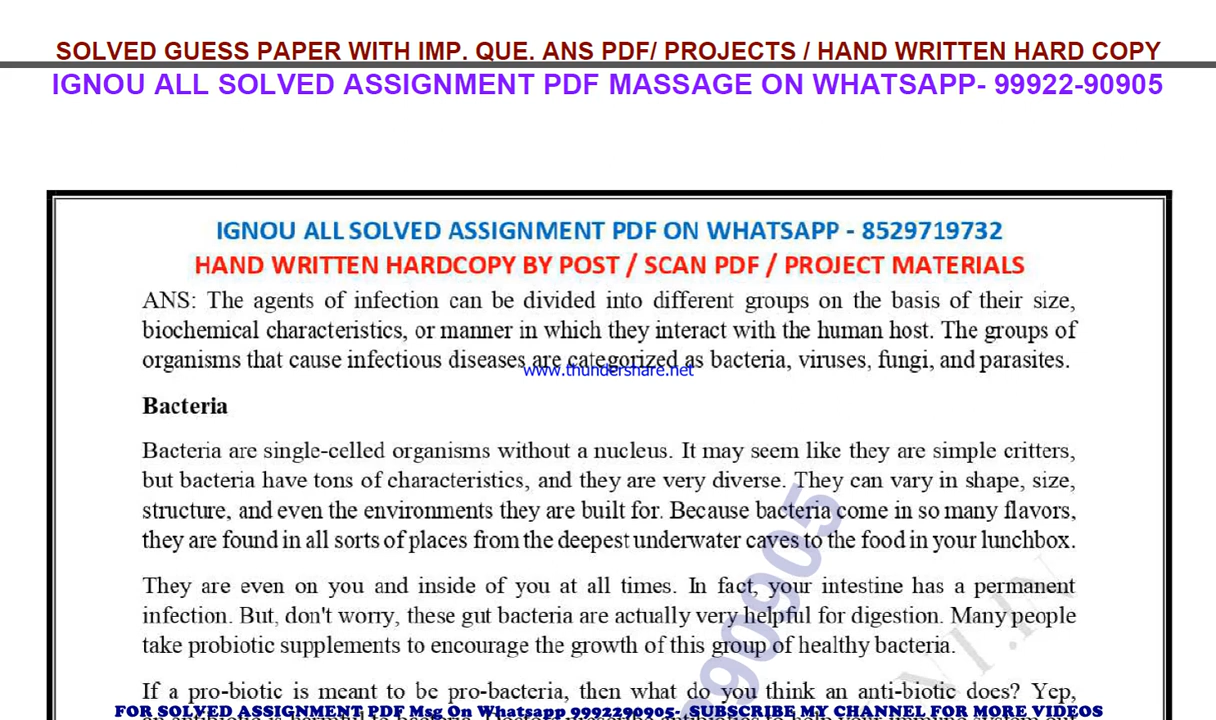 SOLVED GUESS PAPER WITH IMP. QUE. ANS PDF/ PROJECTS / HAND WRITTEN HARD COPY
IGNOU ALL SOLVED ASSIGNMENT PDF MASSAGE ON WHATSAPP- 99922-90905
IGNOU ALL SOLVED ASSIGNMENT PDF ON WHATSAPP - 8529719732
HAND WRITTEN HARDCOPY BY POST / SCAN PDF / PROJECT MATERIALS
ANS: The agents of infection can be divided into different groups on the basis of their size,
biochemical characteristics, or manner in which they interact with the human host. The groups of
organisms that cause infectious diseases are categorized as bacteria, viruses, fungi, and parasites.
www.thundershare.net
Bacteria
Bacteria are single-celled organisms without a nucleus. It may seem like they are simple critters,
but bacteria have tons of characteristics, and they are very diverse. They can vary in shape, size,
structure, and even the environments they are built for. Because bacteria come in so many flavors,
they are found in all sorts of places from the deepest underwater caves to the food in your lunchbox.
They are even on you and inside of you at all times. In fact, your intestine has a permanent
infection. But, don't worry, these gut bacteria are actually very helpful for digestion. Many people
take probiotic supplements to encourage the growth of this group of healthy bacteria.
If a pro-biotic is meant to be pro-bacteria, then what do you think an anti-biotic does? Yep,
FOR SOLVED ASSIGNMENT PDF Msg On Whatsapp 9992290905- SUBSCRIBE MY CHANNEL FOR MORE VIDEOS
90905